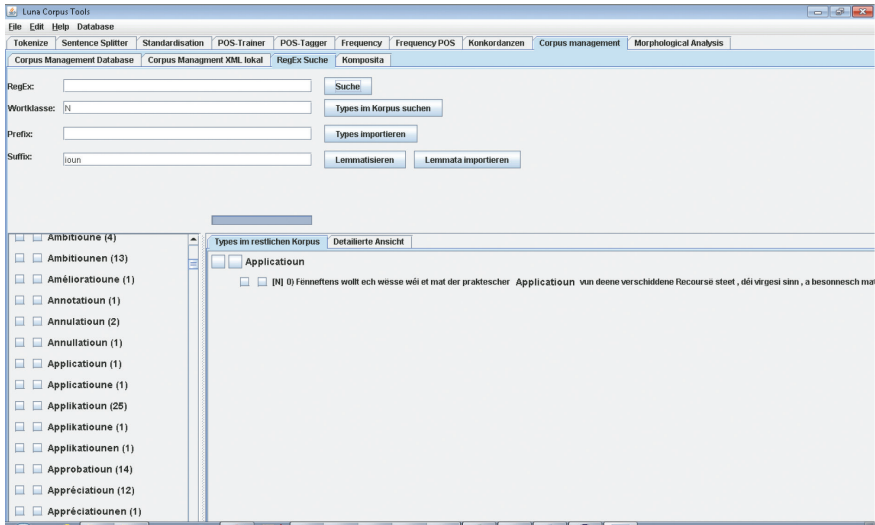 Luna Corpus Tools
File Edit Help Database
Tokenize Sentence Splitter Standardisation POS-Trainer POS-Tagger Frequency Frequency POS Konkordanzen Corpus management Morphological Analysis
Corpus Management Database Corpus Managment XML lokal RegEx Suche Komposita
RegEx: Suche
Wortklasse: N Types im Korpus suchen
Prefix: Types importieren
Suffix: ioun Lemmatisieren Lemmata importieren
Types im restlichen Korpus Detailierte Ansicht
Ambitioune (4)
Ambitiounen (13)
Amélioratioune (1)
Annotatioun (1)
Annulatioun (2)
Annullatioun (1)
Applicatioun (1)
Applicatioune (1)
Applikatioun (25)
Applikatioune (1)
Applikatiounen (1)
Approbatioun (14)
Appréciatioun (12)
Appréciatiounen (1)
Applicatioun
[N] 0) Fënneftens wollt ech wësse wéi et mat der praktescher Applicatioun vun deene verschiddene Recoursë steet , déi virgesi sinn , a besonnesch mat